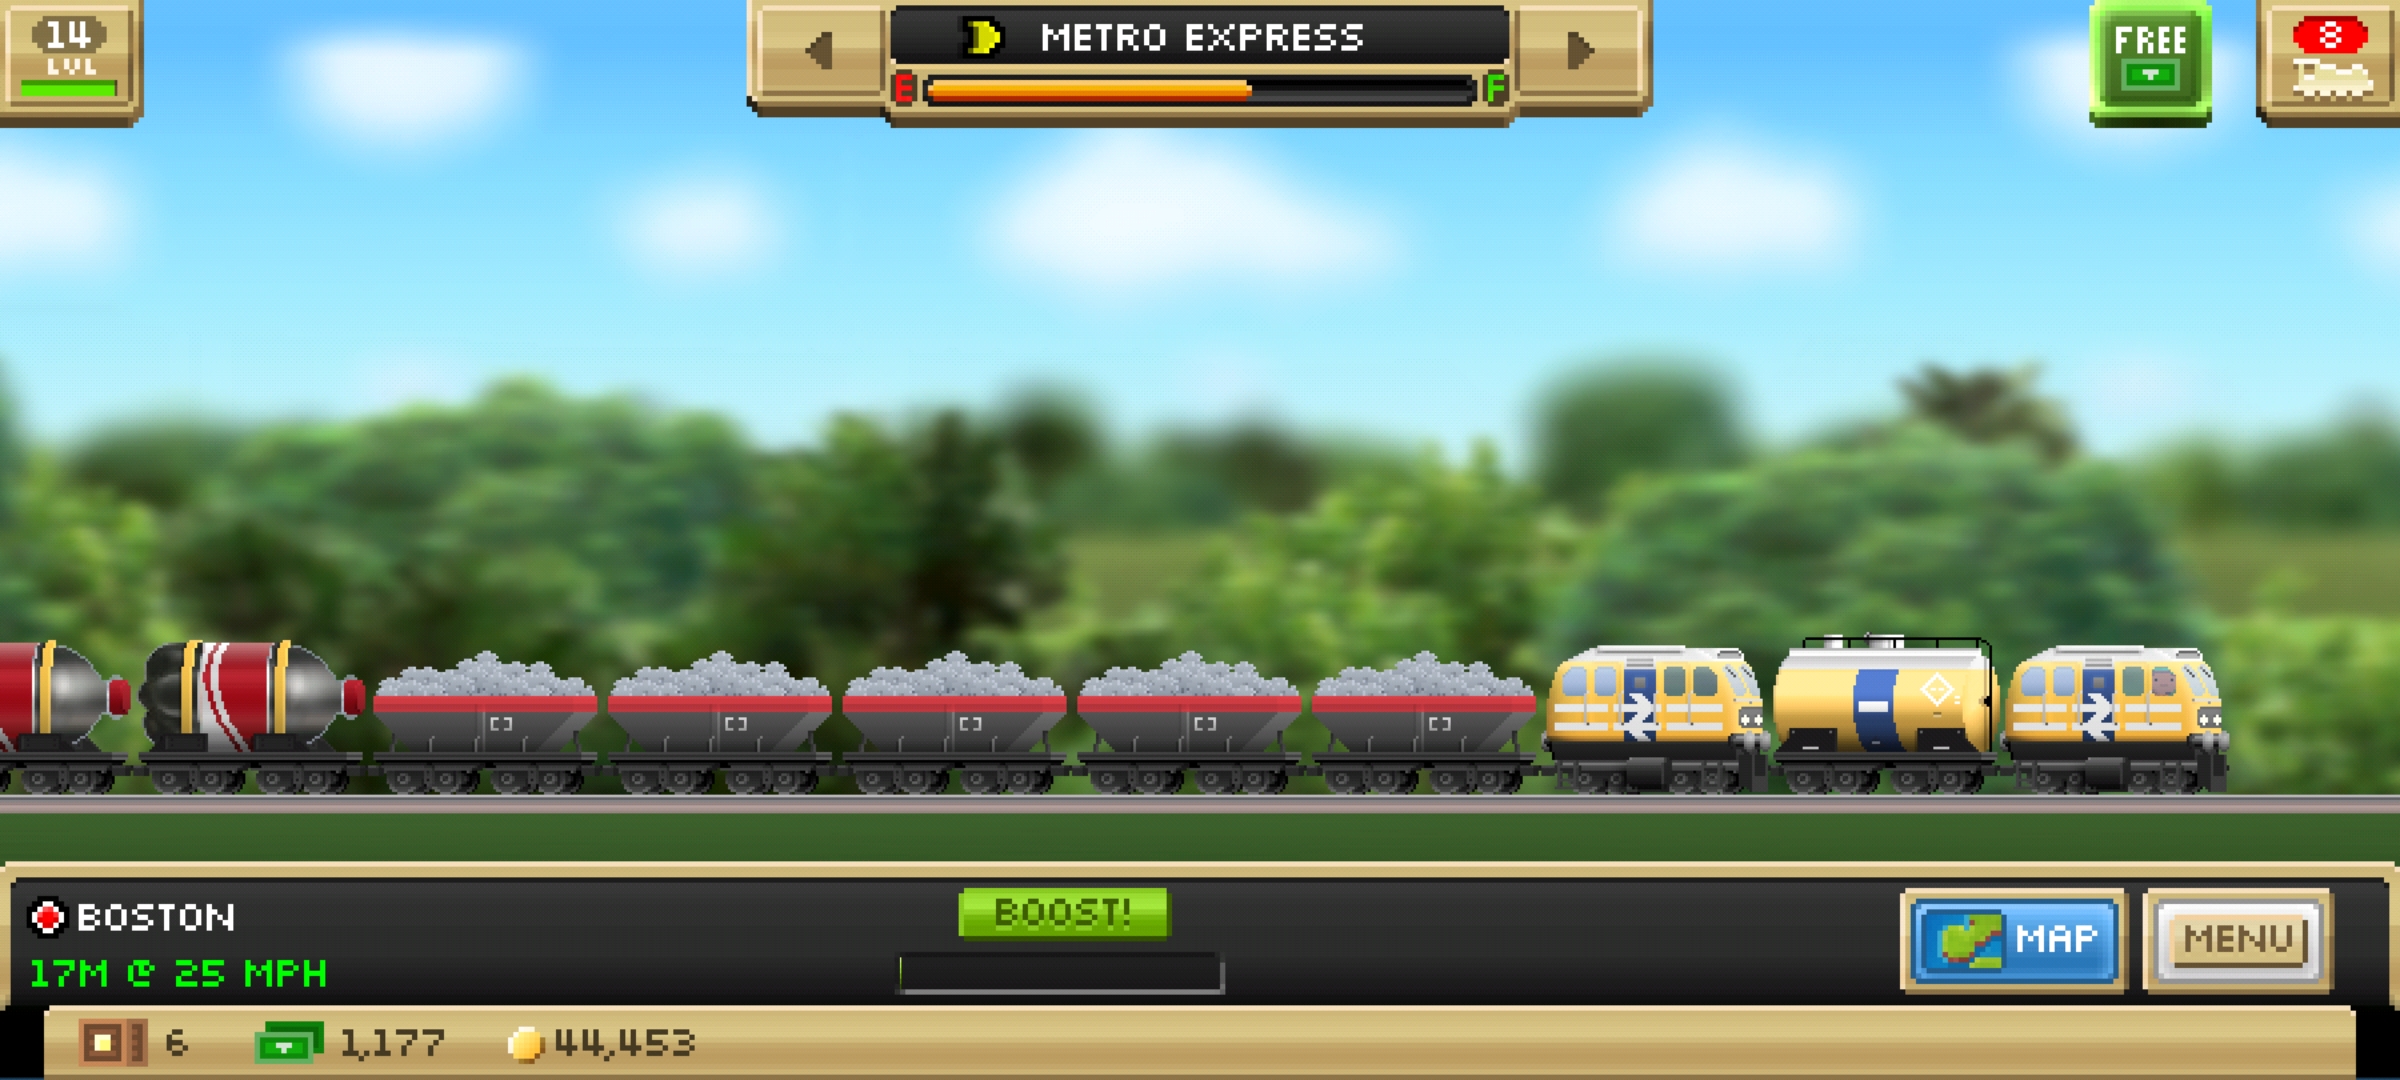 14
LVL
METRO EXPRESS
E
F
FREE
8
BOSTON
17M @ 25 MPH
BOOST!
MAP
MENU
6
1,177
44,453